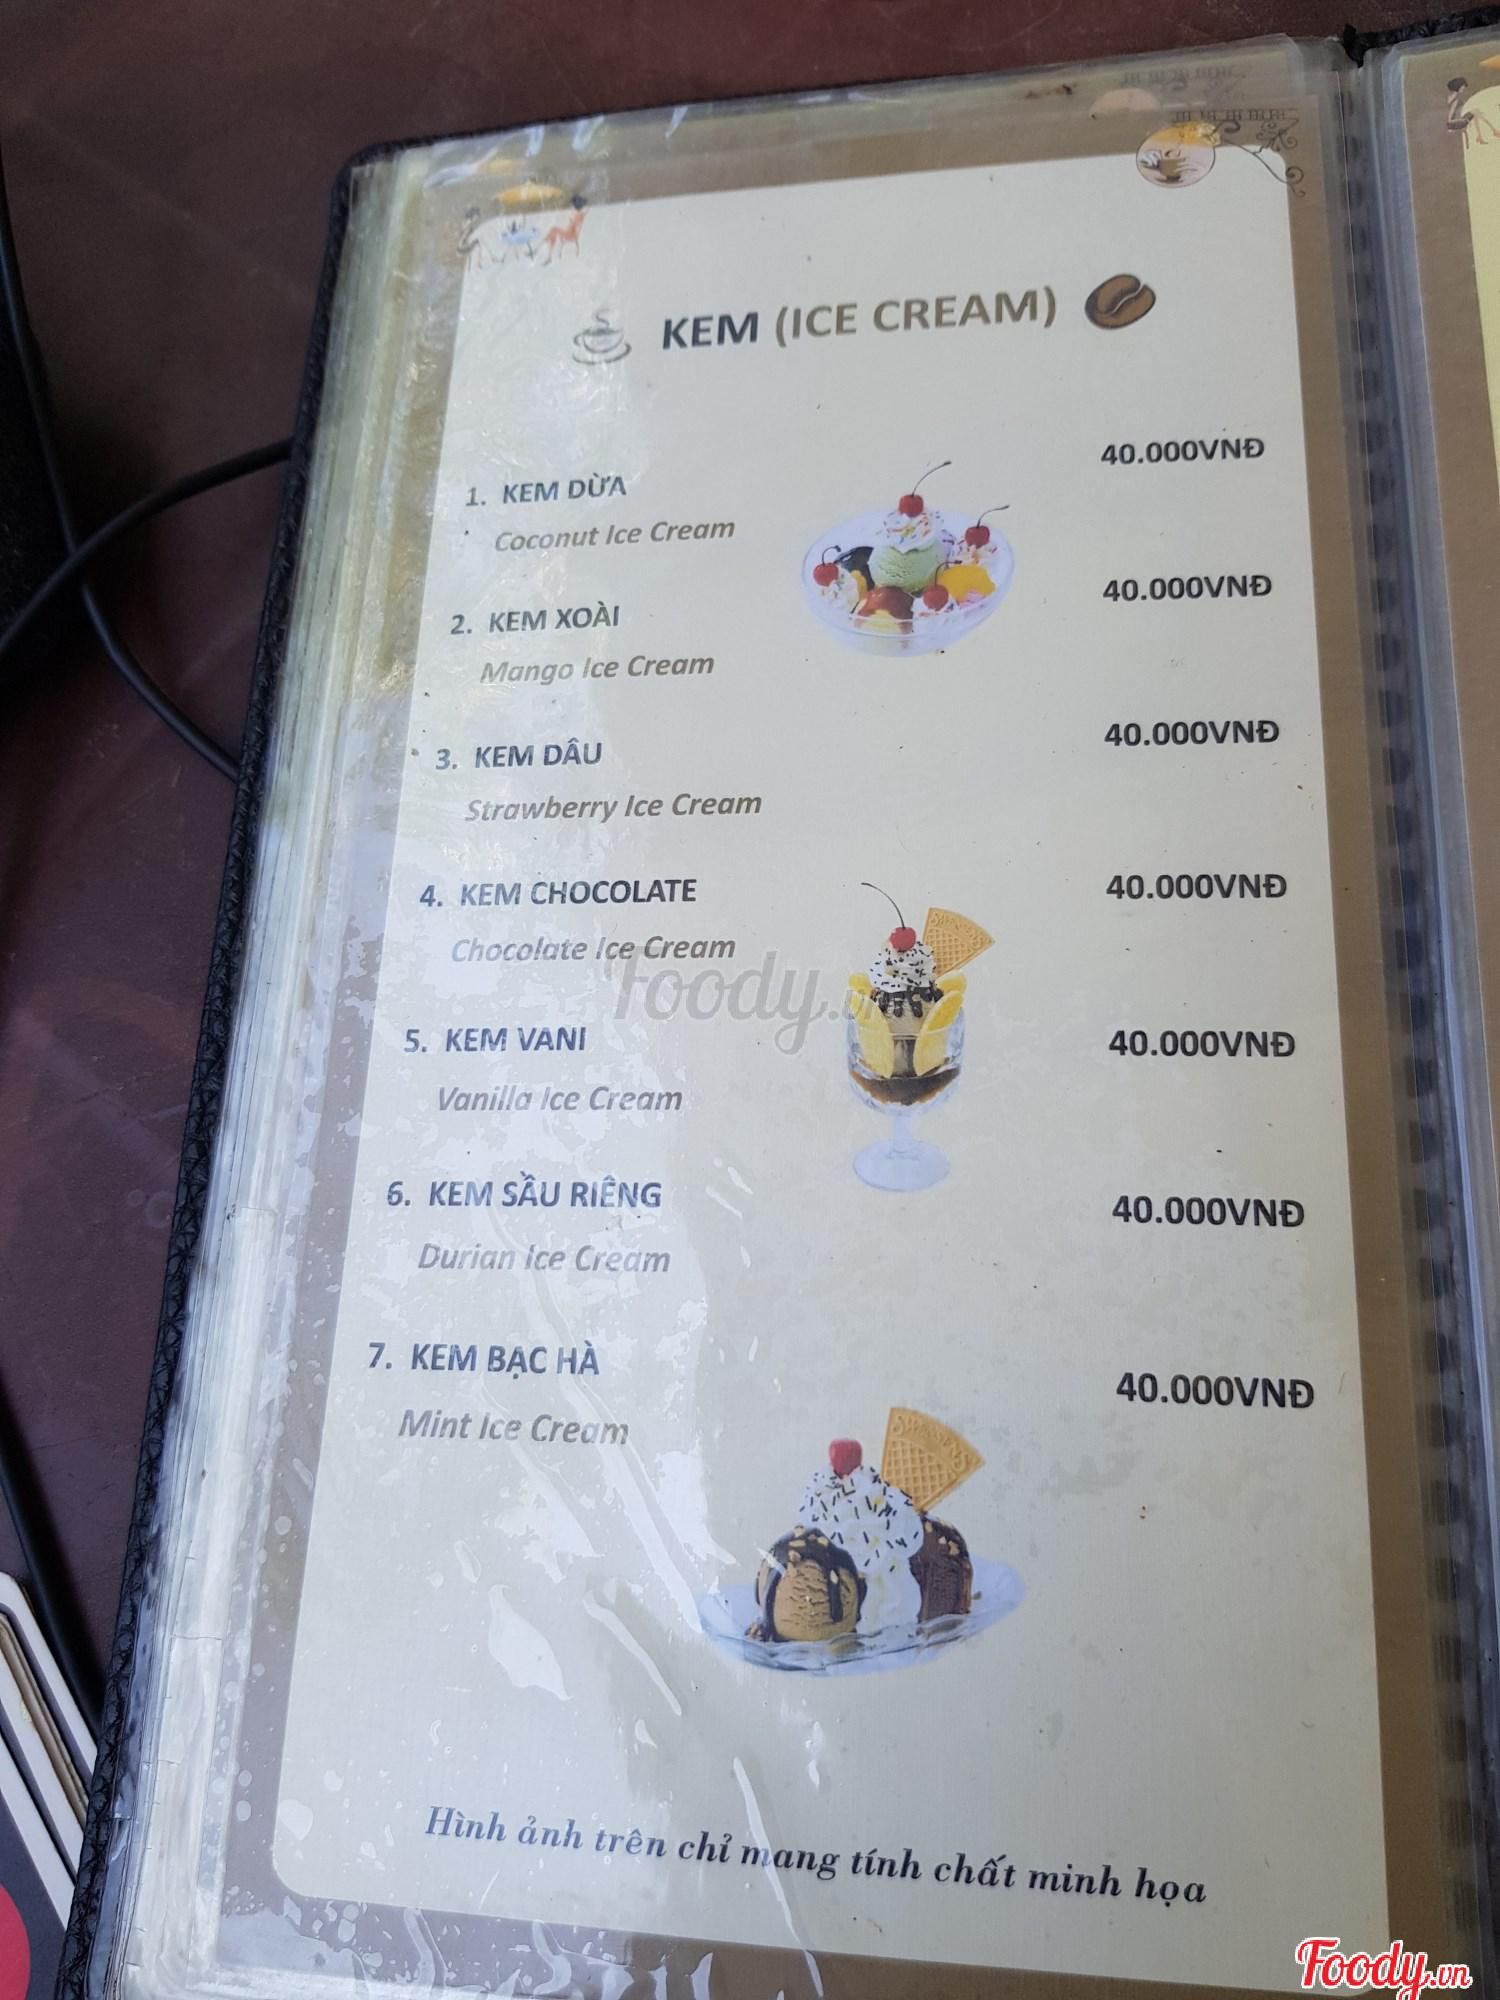 KEM (ICE CREAM)
1. KEM DỪA 40.000VNĐ
Coconut Ice Cream
2. KEM XOÀI 40.000VNĐ
Mango Ice Cream
3. KEM DÂU 40.000VNĐ
Strawberry Ice Cream
4. KEM CHOCOLATE 40.000VNĐ
Chocolate Ice Cream
Foody.vn
5. KEM VANI 40.000VNĐ
Vanilla Ice Cream
6. KEM SẦU RIÊNG 40.000VNĐ
Durian Ice Cream
7. KEM BẠC HÀ 40.000VNĐ
Mint Ice Cream
Hình ảnh trên chỉ mang tính chất minh họa
Foody.vn